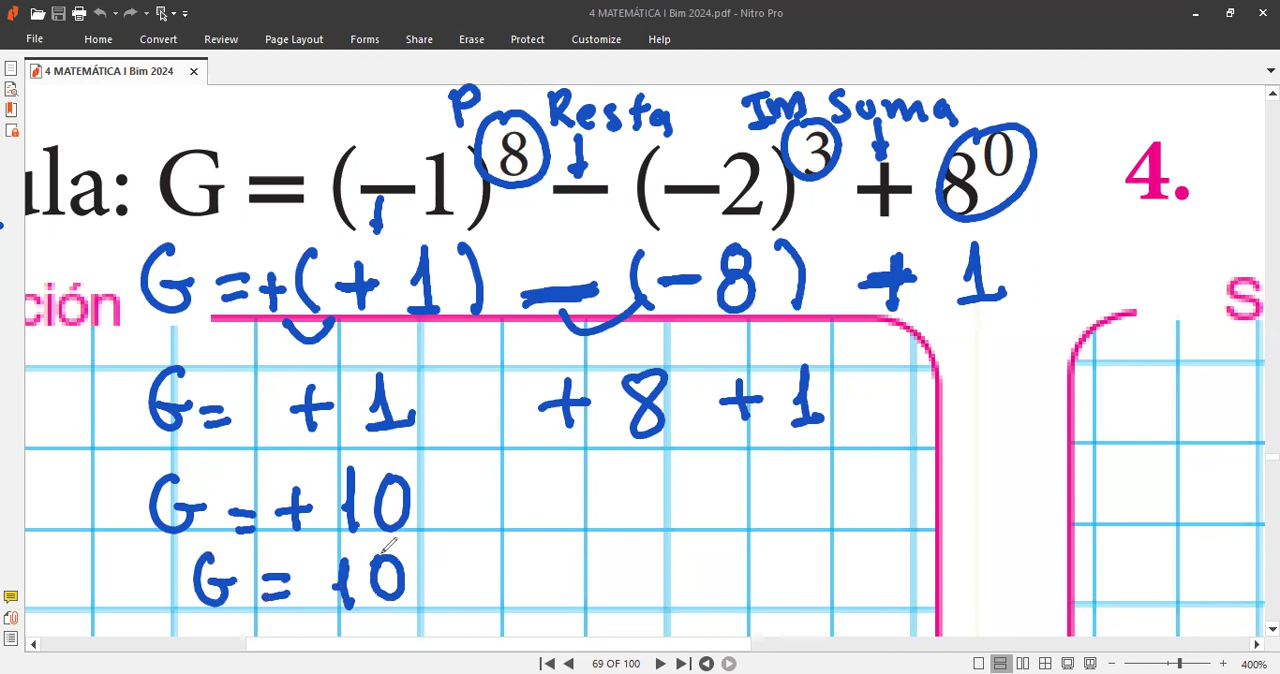 4 MATEMÁTICA I Bim 2024.pdf - Nitro Pro
File Home Convert Review Page Layout Forms Share Erase Protect Customize Help
4 MATEMÁTICA I Bim 2024
P Resta Im Suma
ula: G = (−1)⁸ − (−2)³ + 8⁰ 4.
G = +(+1) − (−8) + 1
ción S
G = +1 +8 +1
G = +10
G = 10
69 OF 100 400%